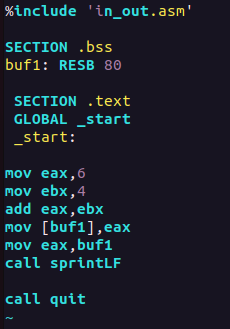 %include 'in_out.asm'
SECTION .bss
buf1: RESB 80
SECTION .text
GLOBAL _start
_start:
mov eax,6
mov ebx,4
add eax,ebx
mov [buf1],eax
mov eax,buf1
call sprintLF
call quit
~